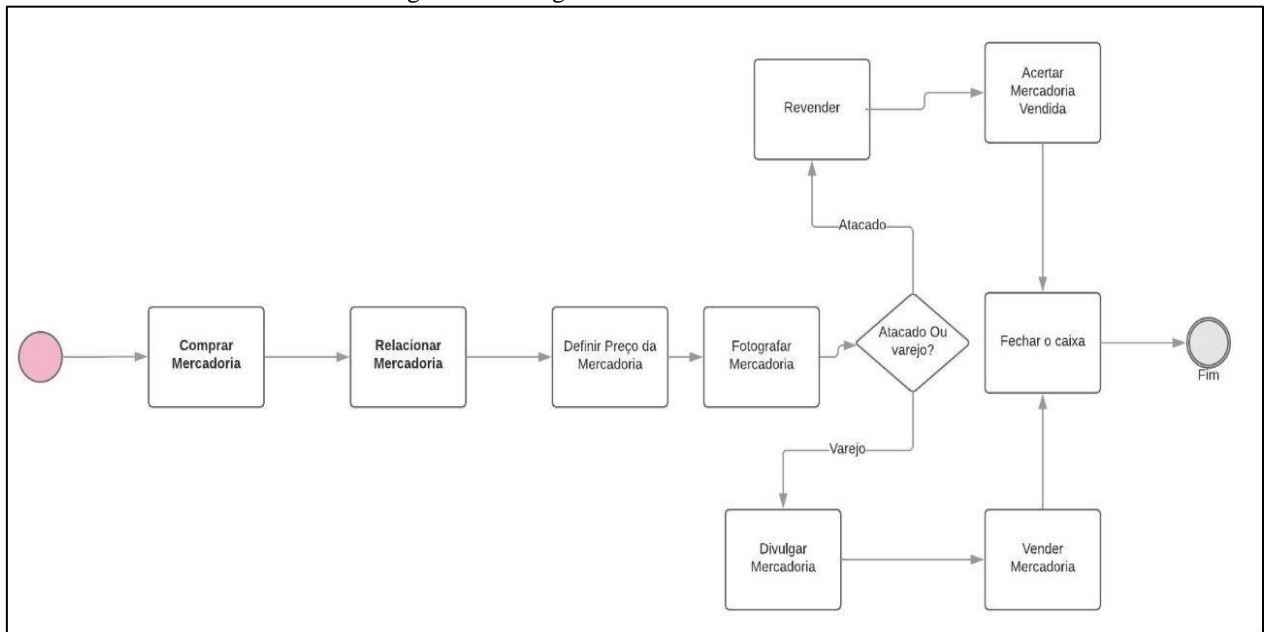 Revender
Acertar
Mercadoria
Vendida
Atacado
Comprar
Mercadoria
Relacionar
Mercadoria
Definir Preço da
Mercadoria
Fotografar
Mercadoria
Atacado Ou
varejo?
Fechar o caixa
Fim
Varejo
Divulgar
Mercadoria
Vender
Mercadoria